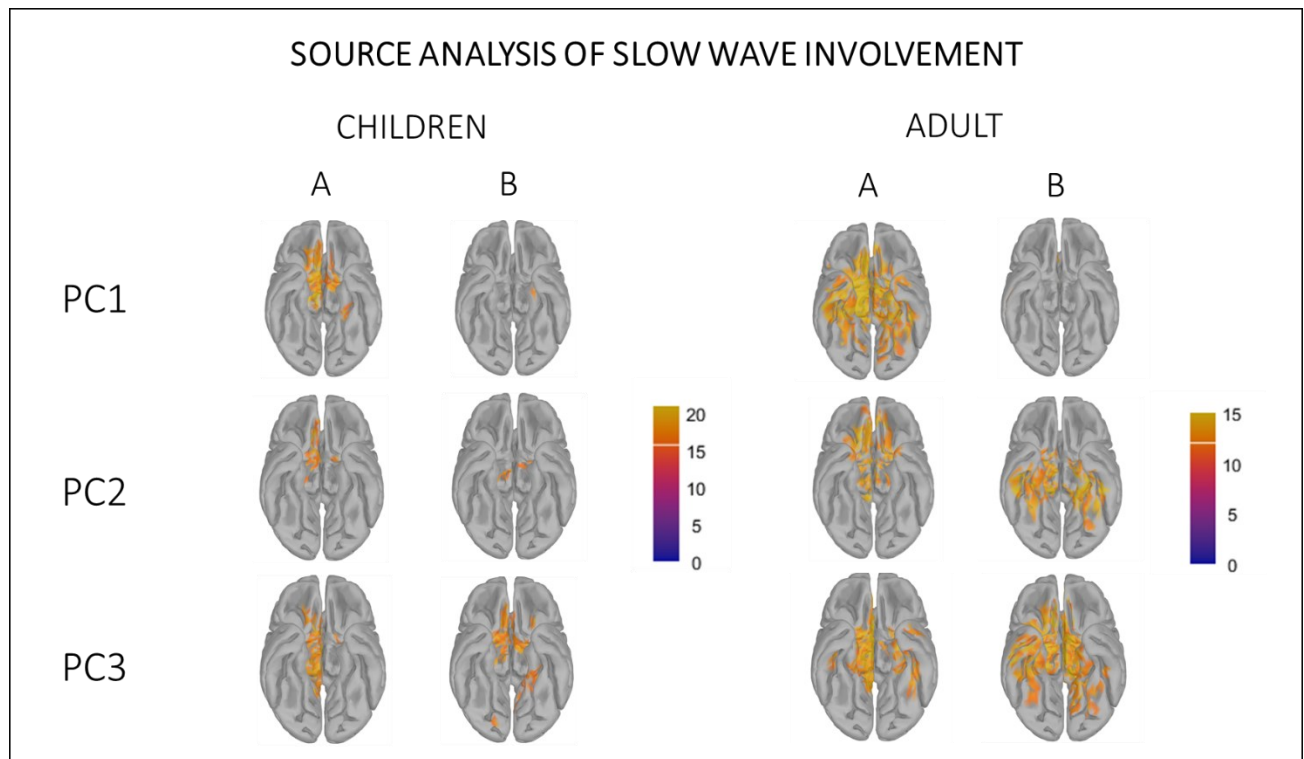 SOURCE ANALYSIS OF SLOW WAVE INVOLVEMENT
CHILDREN ADULT
A B A B
PC1
PC2
20
15
10
5
0
15
10
5
0
PC3